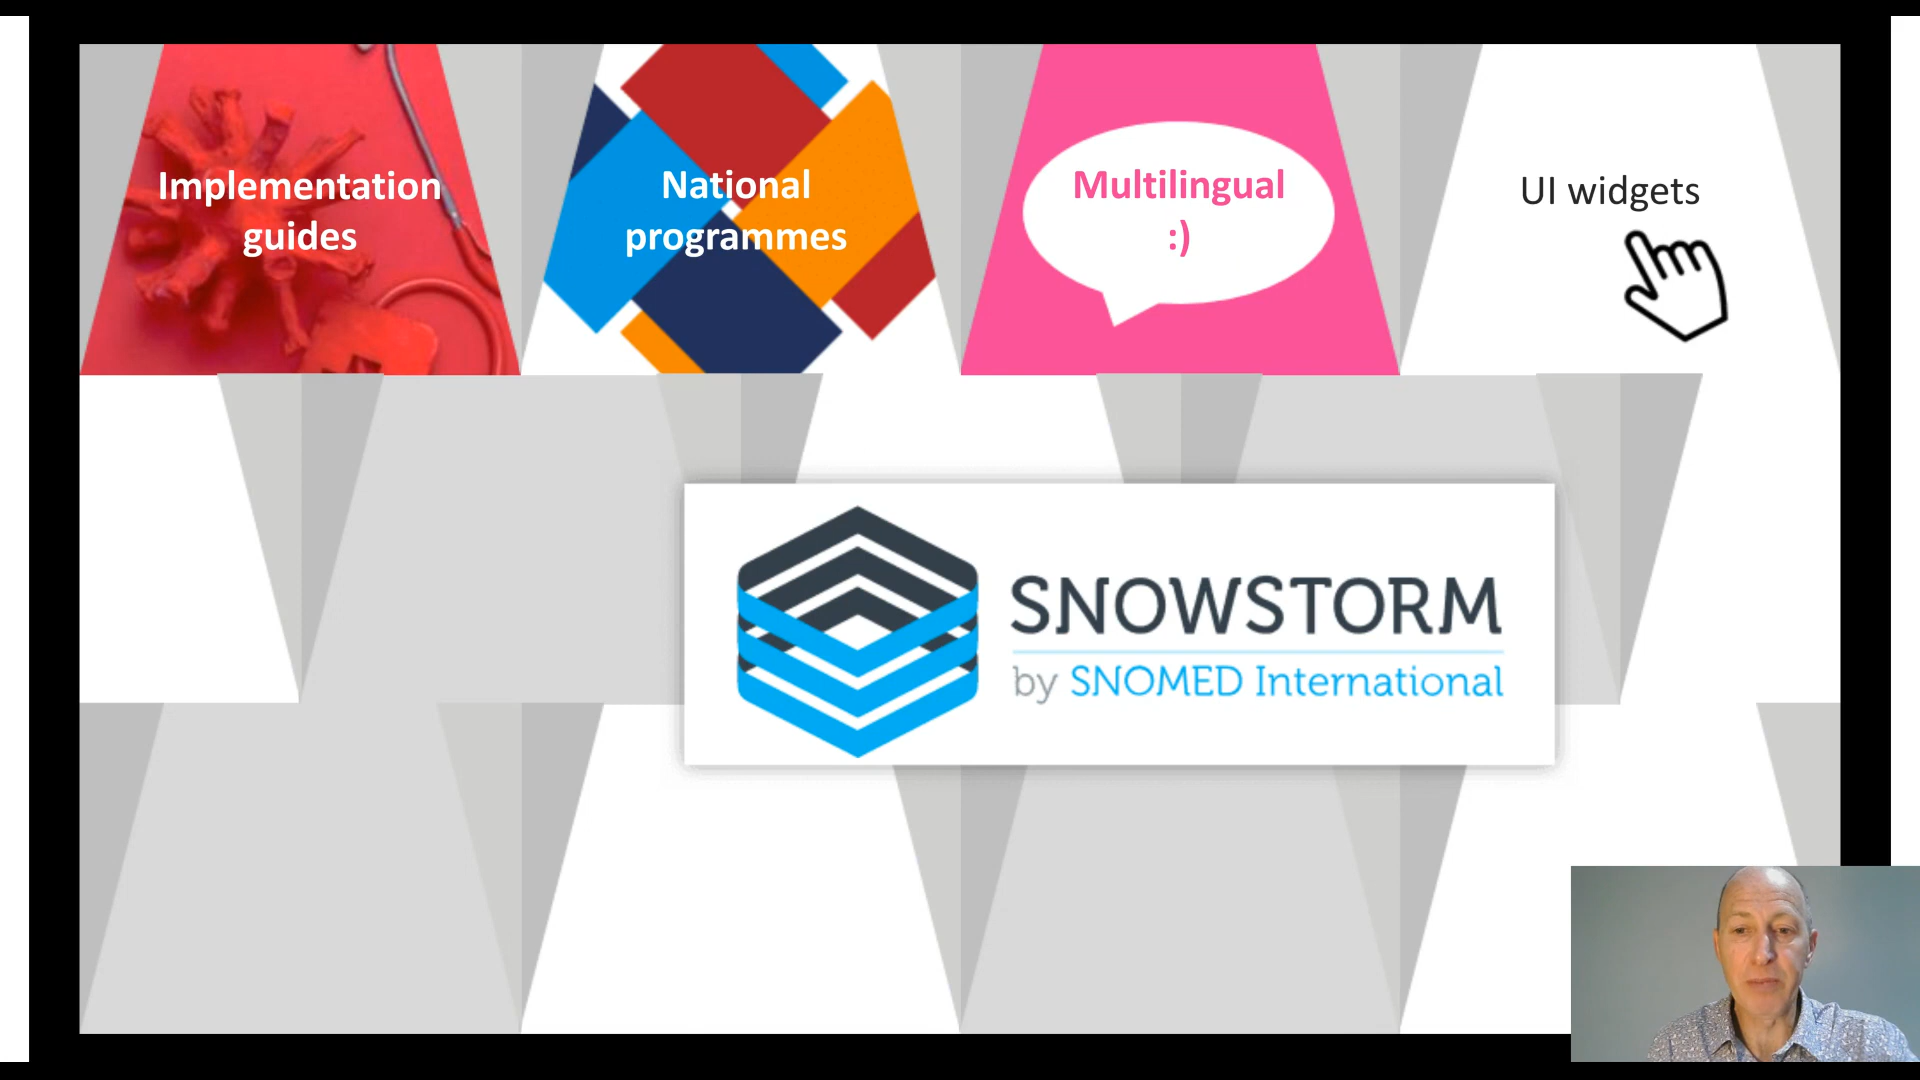 Implementation
guides
National
programmes
Multilingual
:)
UI widgets
SNOWSTORM
by SNOMED International